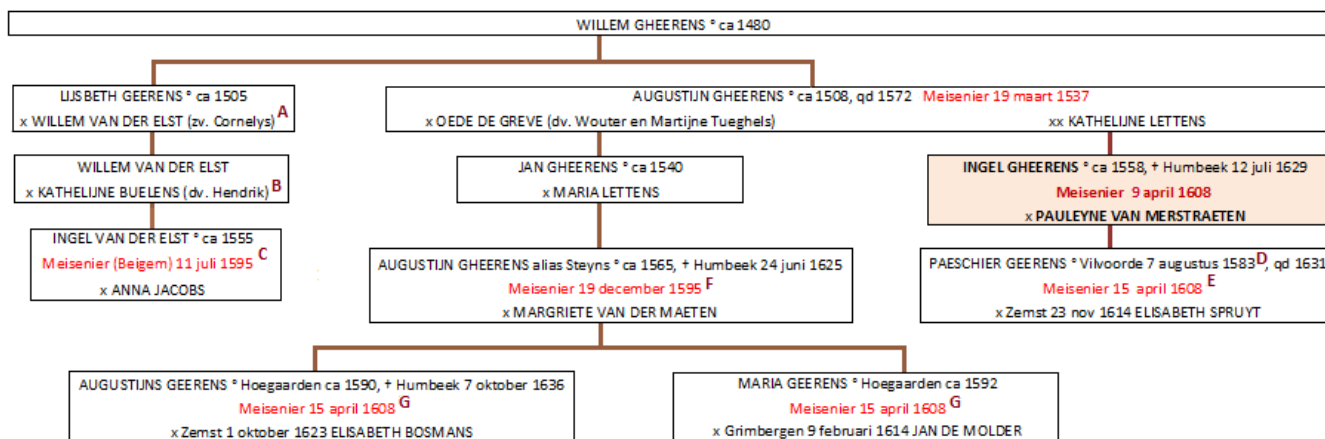 WILLEM GHEERENS ° ca 1480
LIJSBETH GEERENS ° ca 1505
x WILLEM VAN DER ELST (zv. Cornelys) A
AUGUSTIJN GHEERENS ° ca 1508, qd 1572 Meisenier 19 maart 1537
x OEDE DE GREVE (dv. Wouter en Martijne Tueghels) xx KATHELIJNE LETTENS
WILLEM VAN DER ELST
x KATHELIJNE BUELENS (dv. Hendrik) B
JAN GHEERENS ° ca 1540
x MARIA LETTENS
INGEL GHEERENS ° ca 1558, † Humbeek 12 juli 1629
Meisenier 9 april 1608
x PAULEYNE VAN MERSTRAETEN
INGEL VAN DER ELST ° ca 1555
Meisenier (Beigem) 11 juli 1595 C
x ANNA JACOBS
AUGUSTIJN GHEERENS alias Steyns ° ca 1565, † Humbeek 24 juni 1625
Meisenier 19 december 1595 F
x MARGRIETE VAN DER MAETEN
PAESCHIER GEERENS ° Vilvoorde 7 augustus 1583 D, qd 1631
Meisenier 15 april 1608 E
x Zemst 23 nov 1614 ELISABETH SPRUYT
AUGUSTIJNS GEERENS ° Hoegaarden ca 1590, † Humbeek 7 oktober 1636
Meisenier 15 april 1608 G
x Zemst 1 oktober 1623 ELISABETH BOSMANS
MARIA GEERENS ° Hoegaarden ca 1592
Meisenier 15 april 1608 G
x Grimbergen 9 februari 1614 JAN DE MOLDER